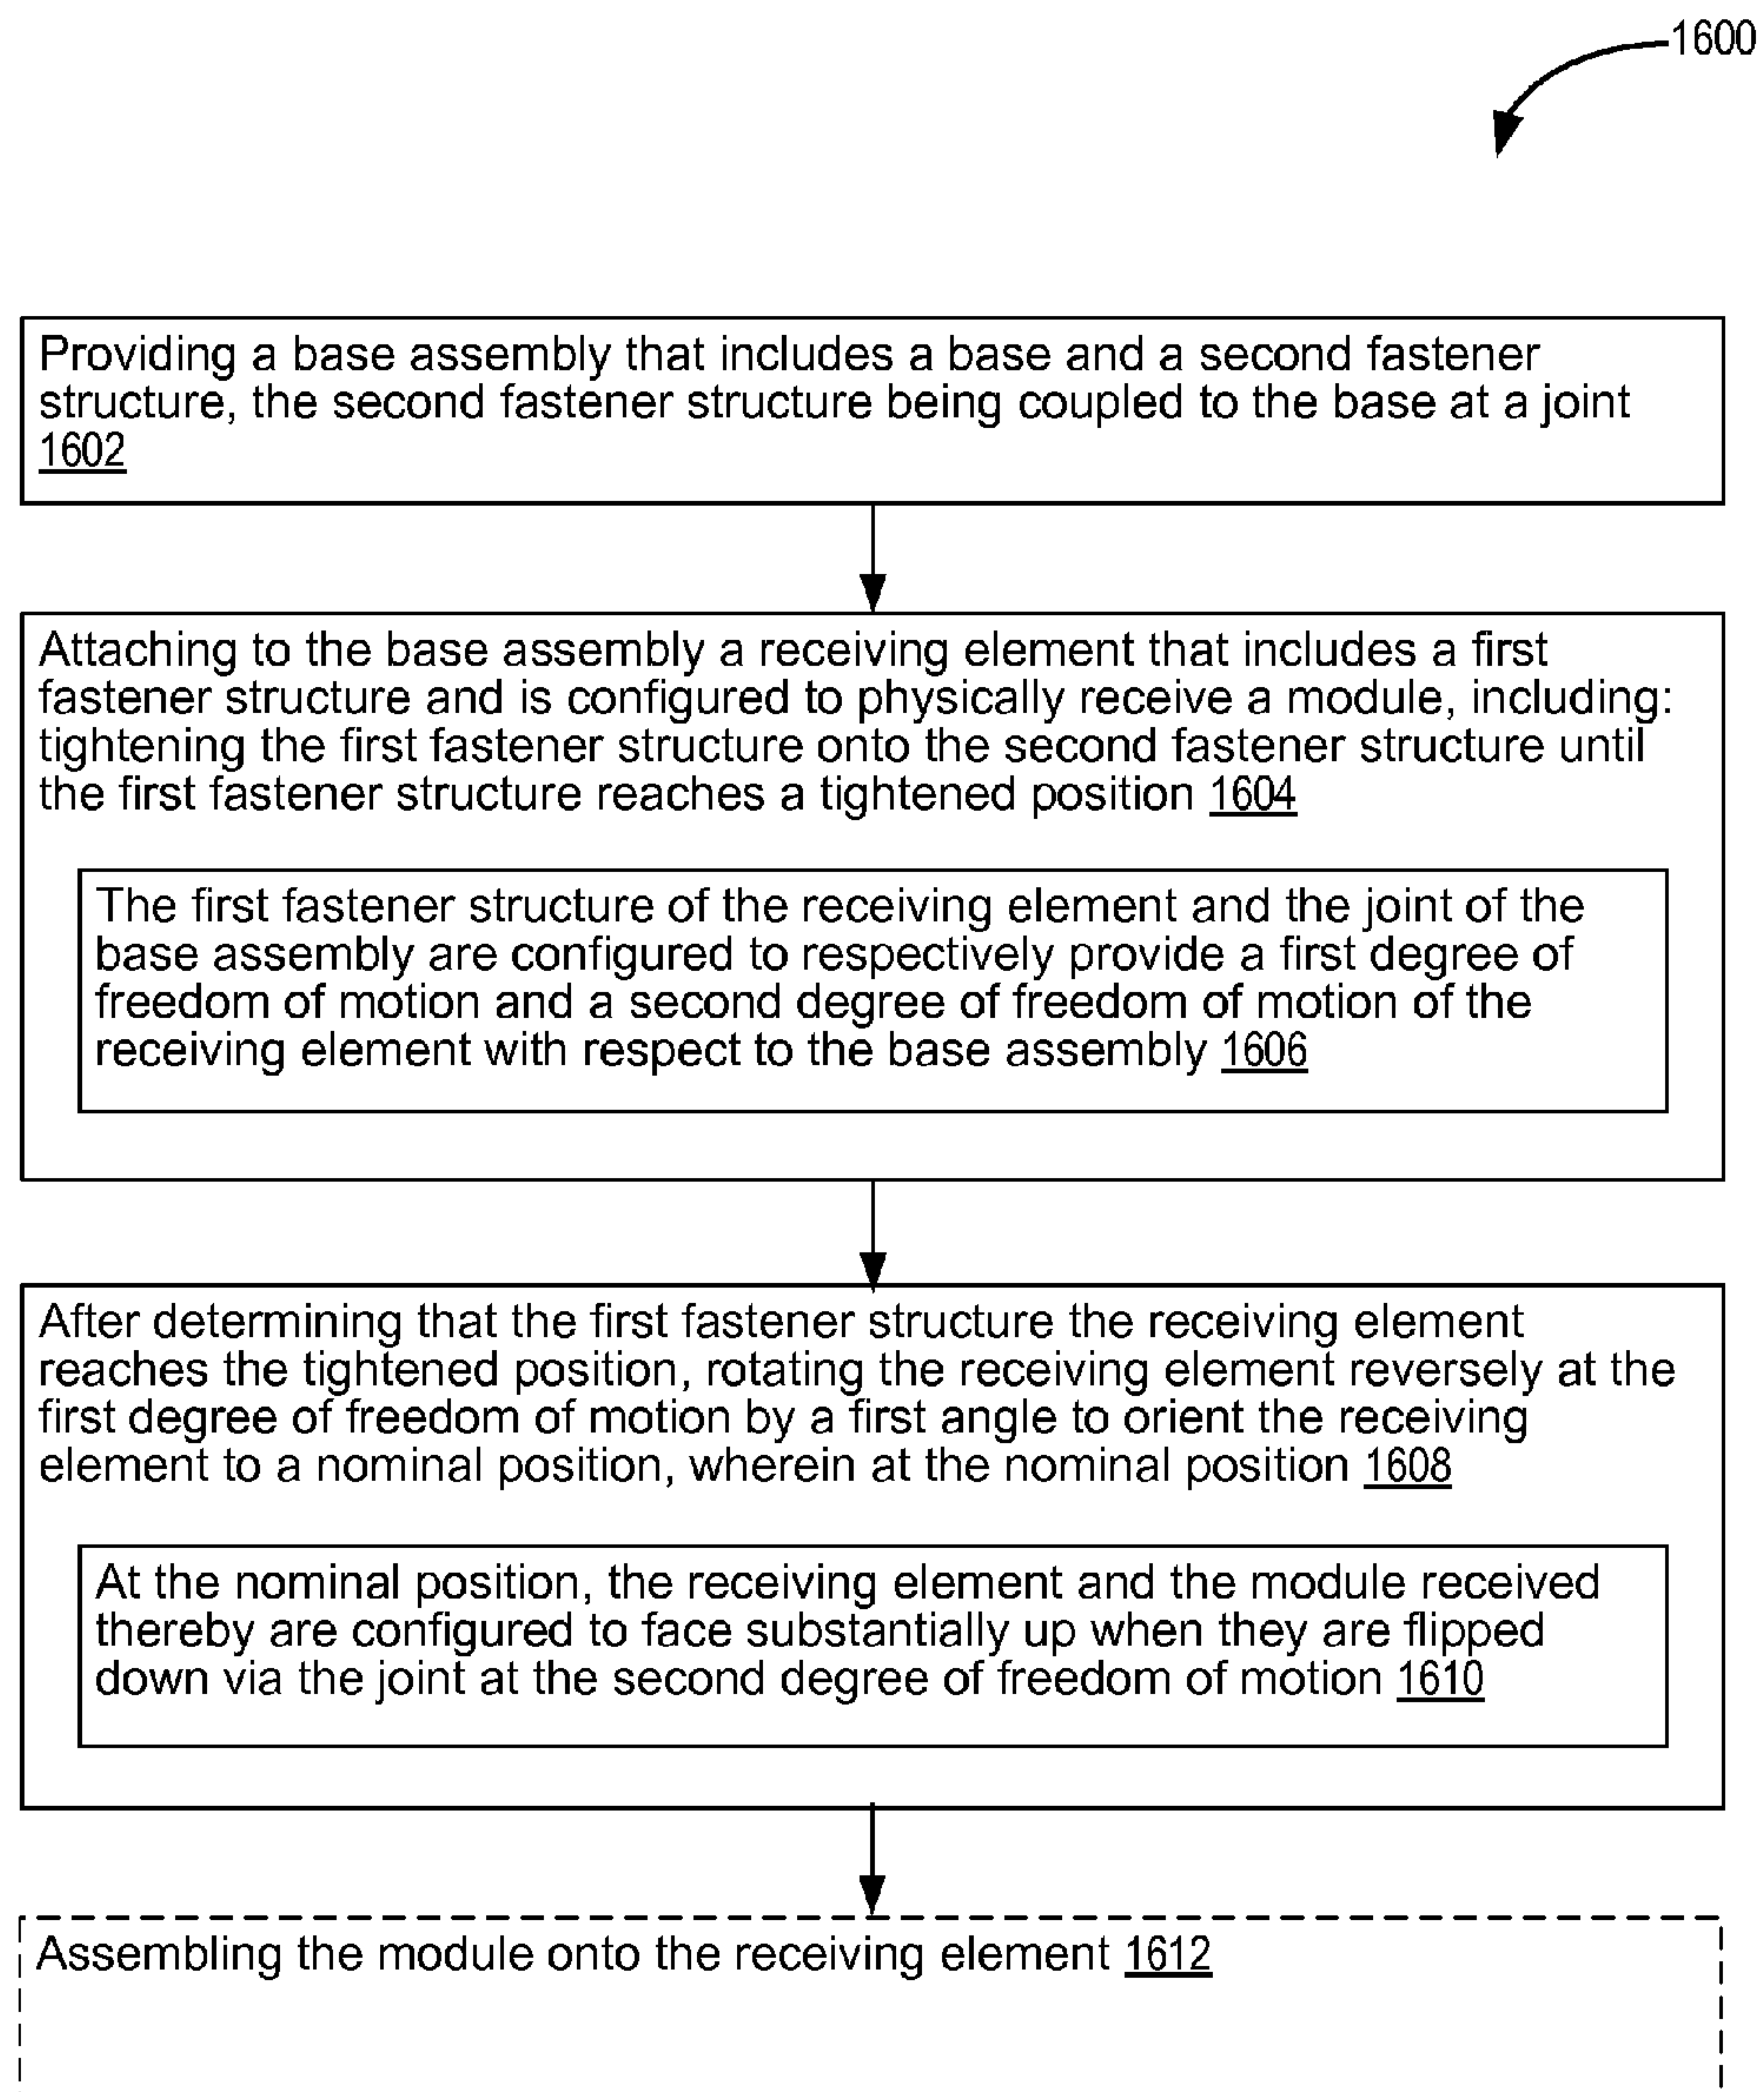 1600
Providing a base assembly that includes a base and a second fastener
structure, the second fastener structure being coupled to the base at a joint
1602
Attaching to the base assembly a receiving element that includes a first
fastener structure and is configured to physically receive a module, including:
tightening the first fastener structure onto the second fastener structure until
the first fastener structure reaches a tightened position 1604
The first fastener structure of the receiving element and the joint of the
base assembly are configured to respectively provide a first degree of
freedom of motion and a second degree of freedom of motion of the
receiving element with respect to the base assembly 1606
After determining that the first fastener structure the receiving element
reaches the tightened position, rotating the receiving element reversely at the
first degree of freedom of motion by a first angle to orient the receiving
element to a nominal position, wherein at the nominal position 1608
At the nominal position, the receiving element and the module received
thereby are configured to face substantially up when they are flipped
down via the joint at the second degree of freedom of motion 1610
Assembling the module onto the receiving element 1612